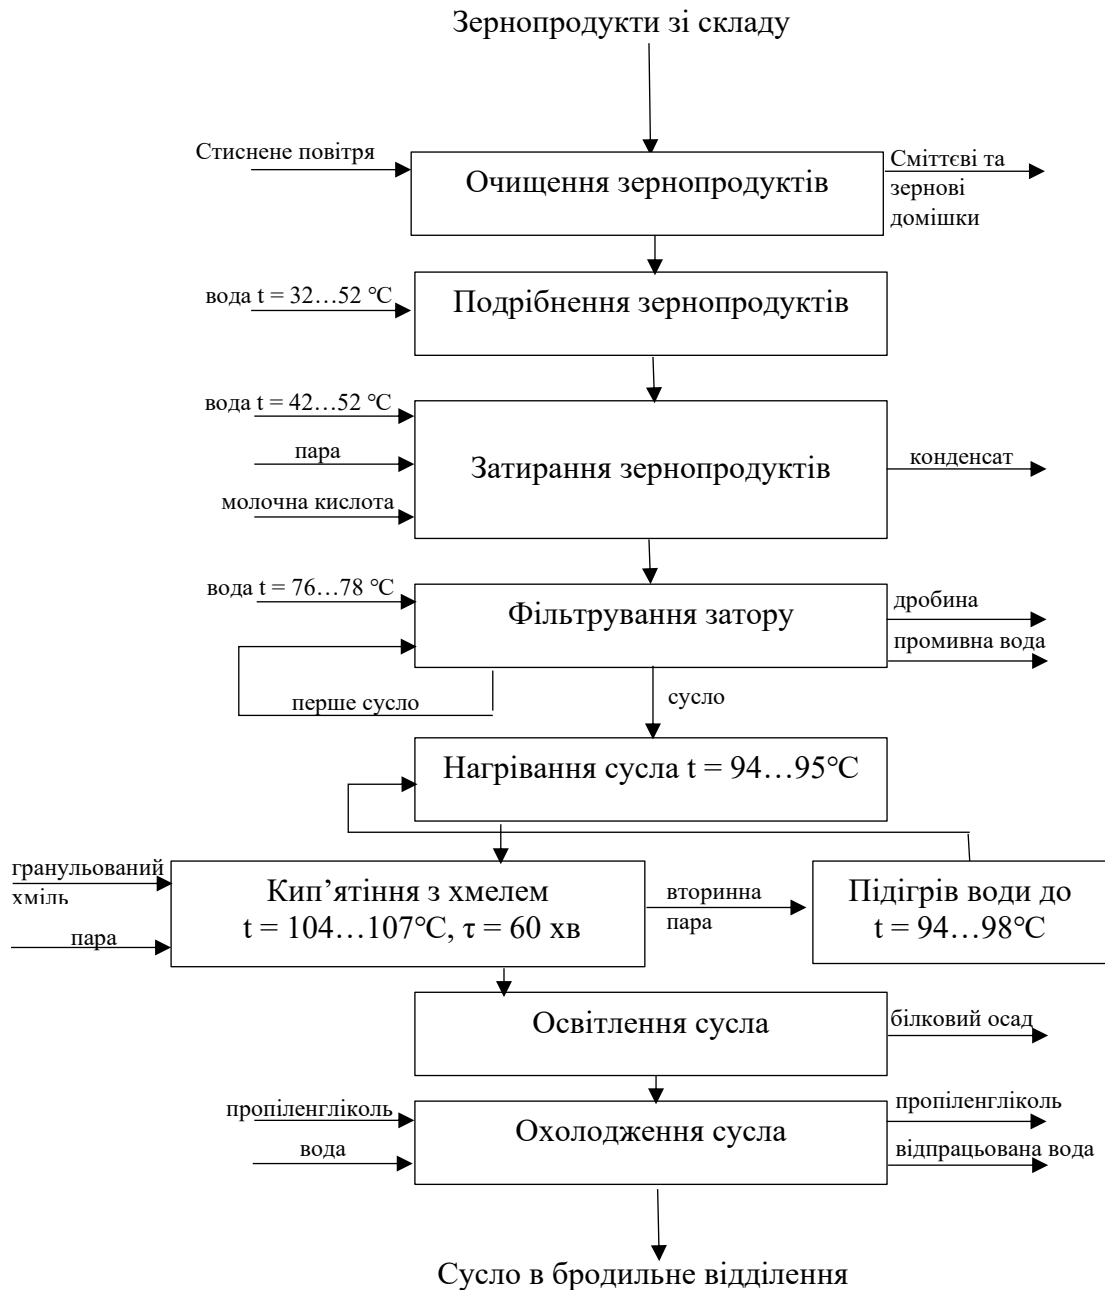 Зернопродукти зі складу
Стиснене повітря
Очищення зернопродуктів
Сміттєві та
зернові
домішки
вода t = 32…52 ℃
Подрібнення зернопродуктів
вода t = 42…52 ℃
пара
молочна кислота
Затирання зернопродуктів
конденсат
вода t = 76…78 ℃
Фільтрування затору
дробина
промивна вода
перше сусло
сусло
Нагрівання сусла t = 94…95℃
гранульований
хміль
пара
Кип’ятіння з хмелем
t = 104…107℃, τ = 60 хв
вторинна
пара
Підігрів води до
t = 94…98℃
Освітлення сусла
білковий осад
пропіленгліколь
вода
Охолодження сусла
пропіленгліколь
відпрацьована вода
Сусло в бродильне відділення